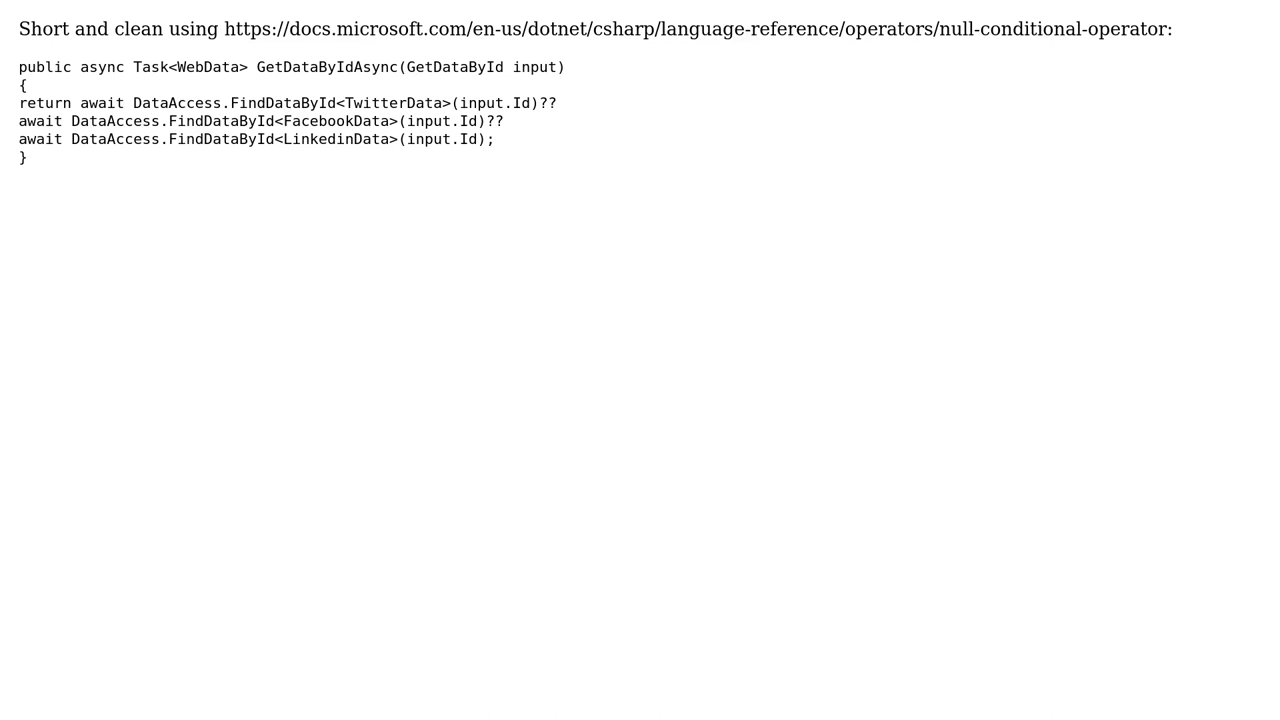 Short and clean using https://docs.microsoft.com/en-us/dotnet/csharp/language-reference/operators/null-conditional-operator:
public async Task<WebData> GetDataByIdAsync(GetDataById input)
{
return await DataAccess.FindDataById<TwitterData>(input.Id)??
await DataAccess.FindDataById<FacebookData>(input.Id)??
await DataAccess.FindDataById<LinkedinData>(input.Id);
}